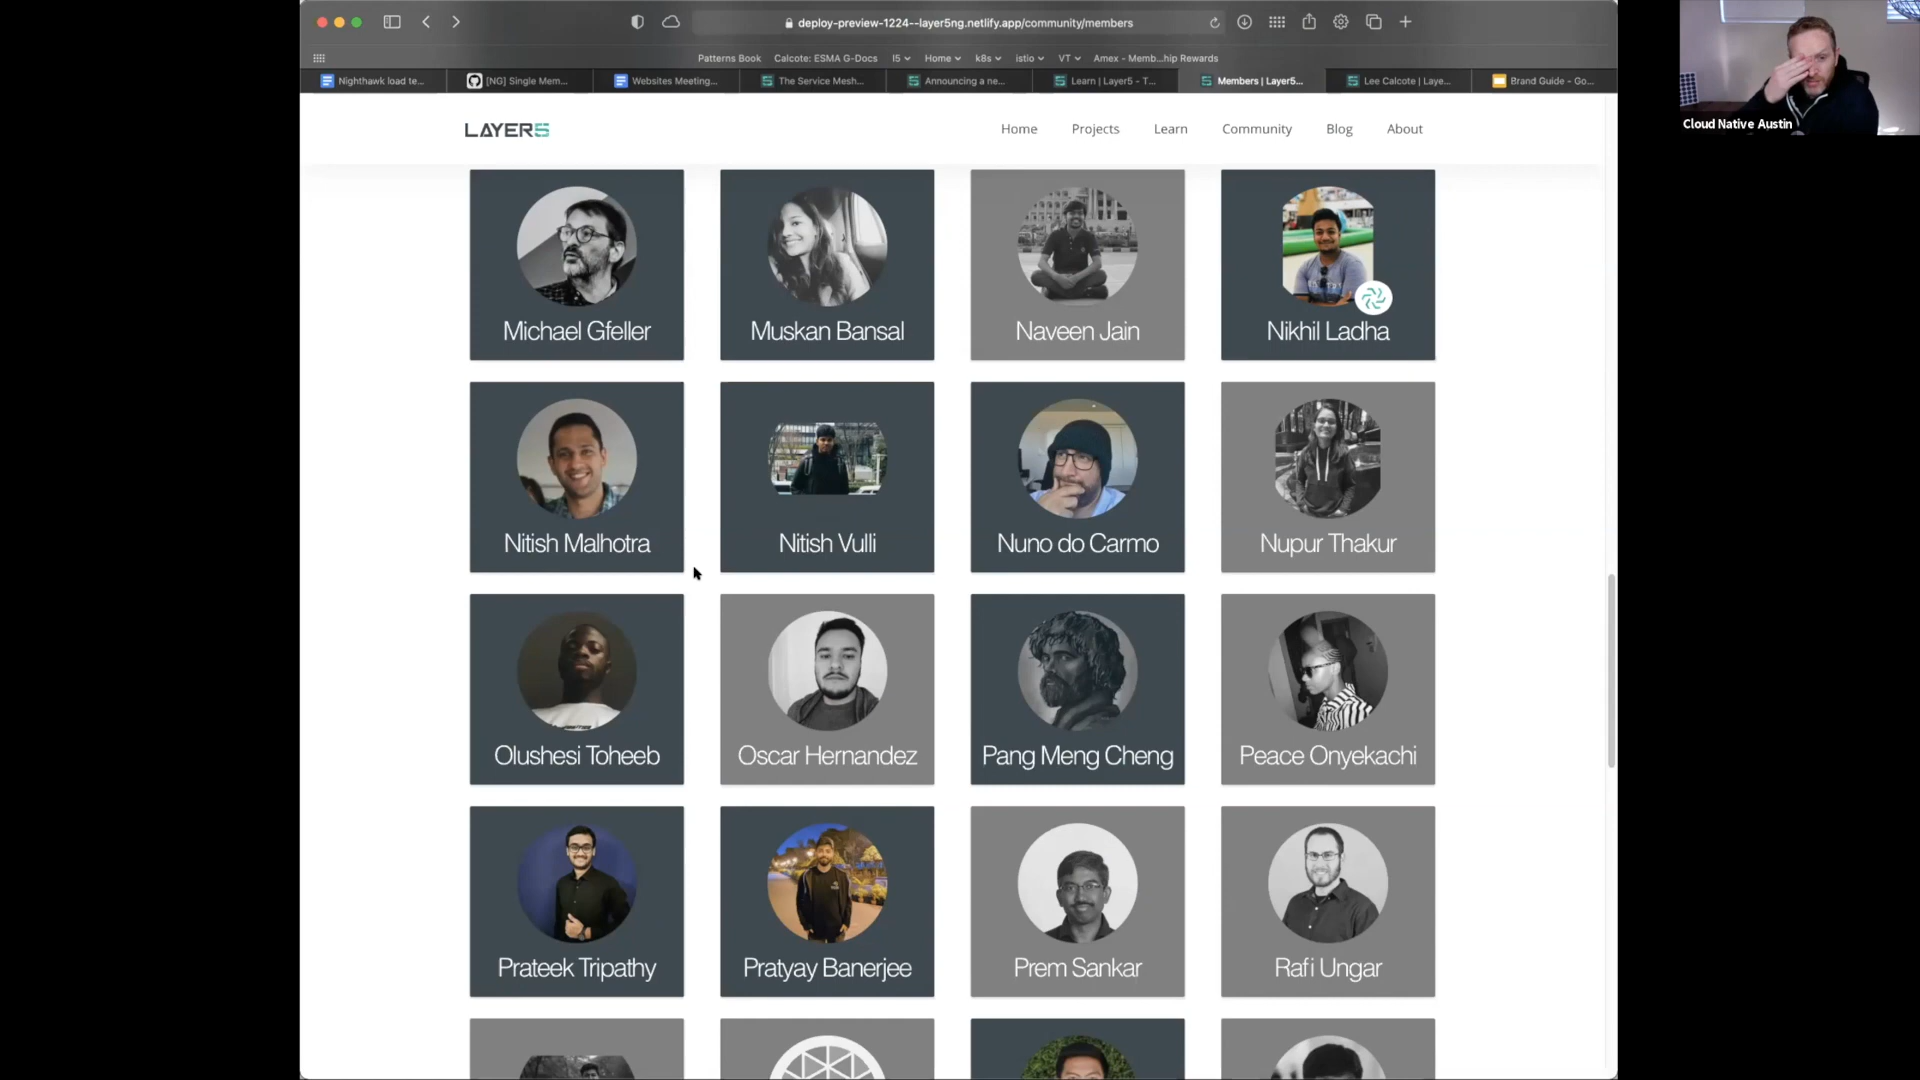 deploy-preview-1224--layer5ng.netlify.app/community/members
Patterns Book Calcote: ESMA G-Docs l5 Home k8s istio VT Amex - Memb...hip Rewards
Nighthawk load te... [NG] Single Mem... Websites Meeting... The Service Mesh... Announcing a ne... Learn | Layer5 - T... Members | Layer5... Lee Calcote | Laye... Brand Guide - Go...
Cloud Native Austin
LAYER5 Home Projects Learn Community Blog About
Michael Gfeller Muskan Bansal Naveen Jain Nikhil Ladha
Nitish Malhotra Nitish Vulli Nuno do Carmo Nupur Thakur
Olushesi Toheeb Oscar Hernandez Pang Meng Cheng Peace Onyekachi
Prateek Tripathy Pratyay Banerjee Prem Sankar Rafi Ungar